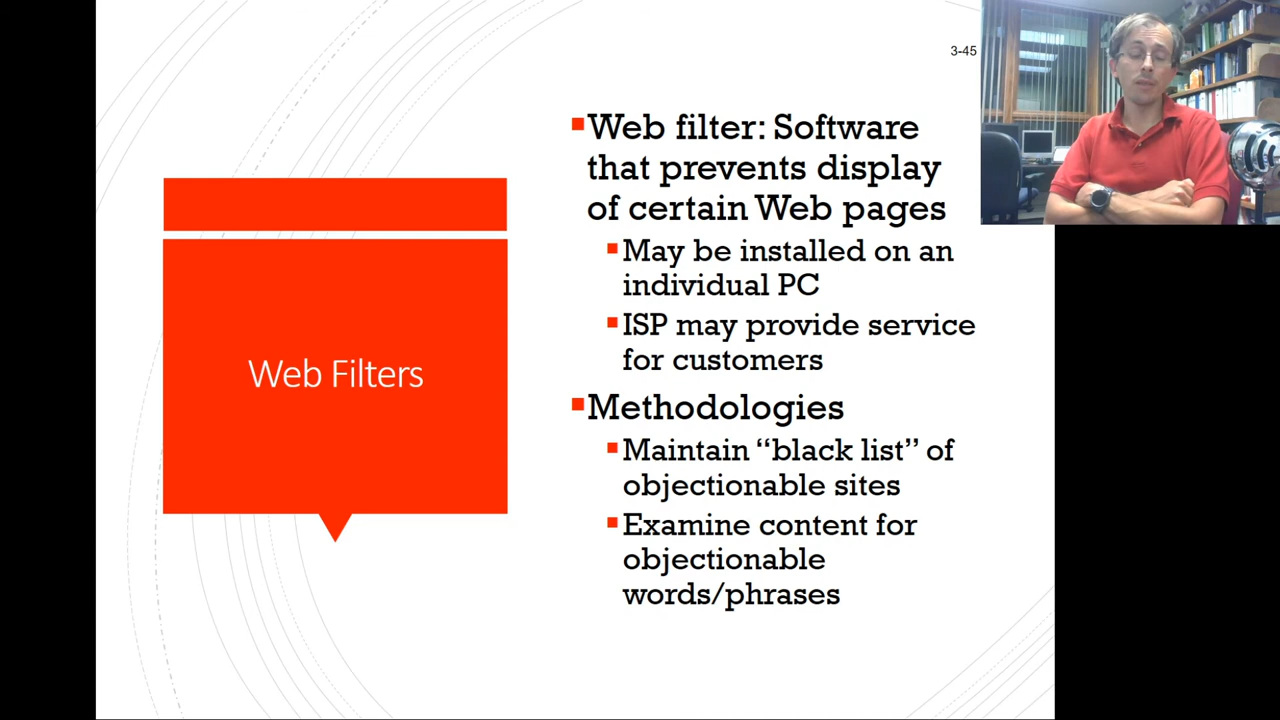 3-45
Web Filters
Web filter: Software
that prevents display
of certain Web pages
May be installed on an
individual PC
ISP may provide service
for customers
Methodologies
Maintain “black list” of
objectionable sites
Examine content for
objectionable
words/phrases